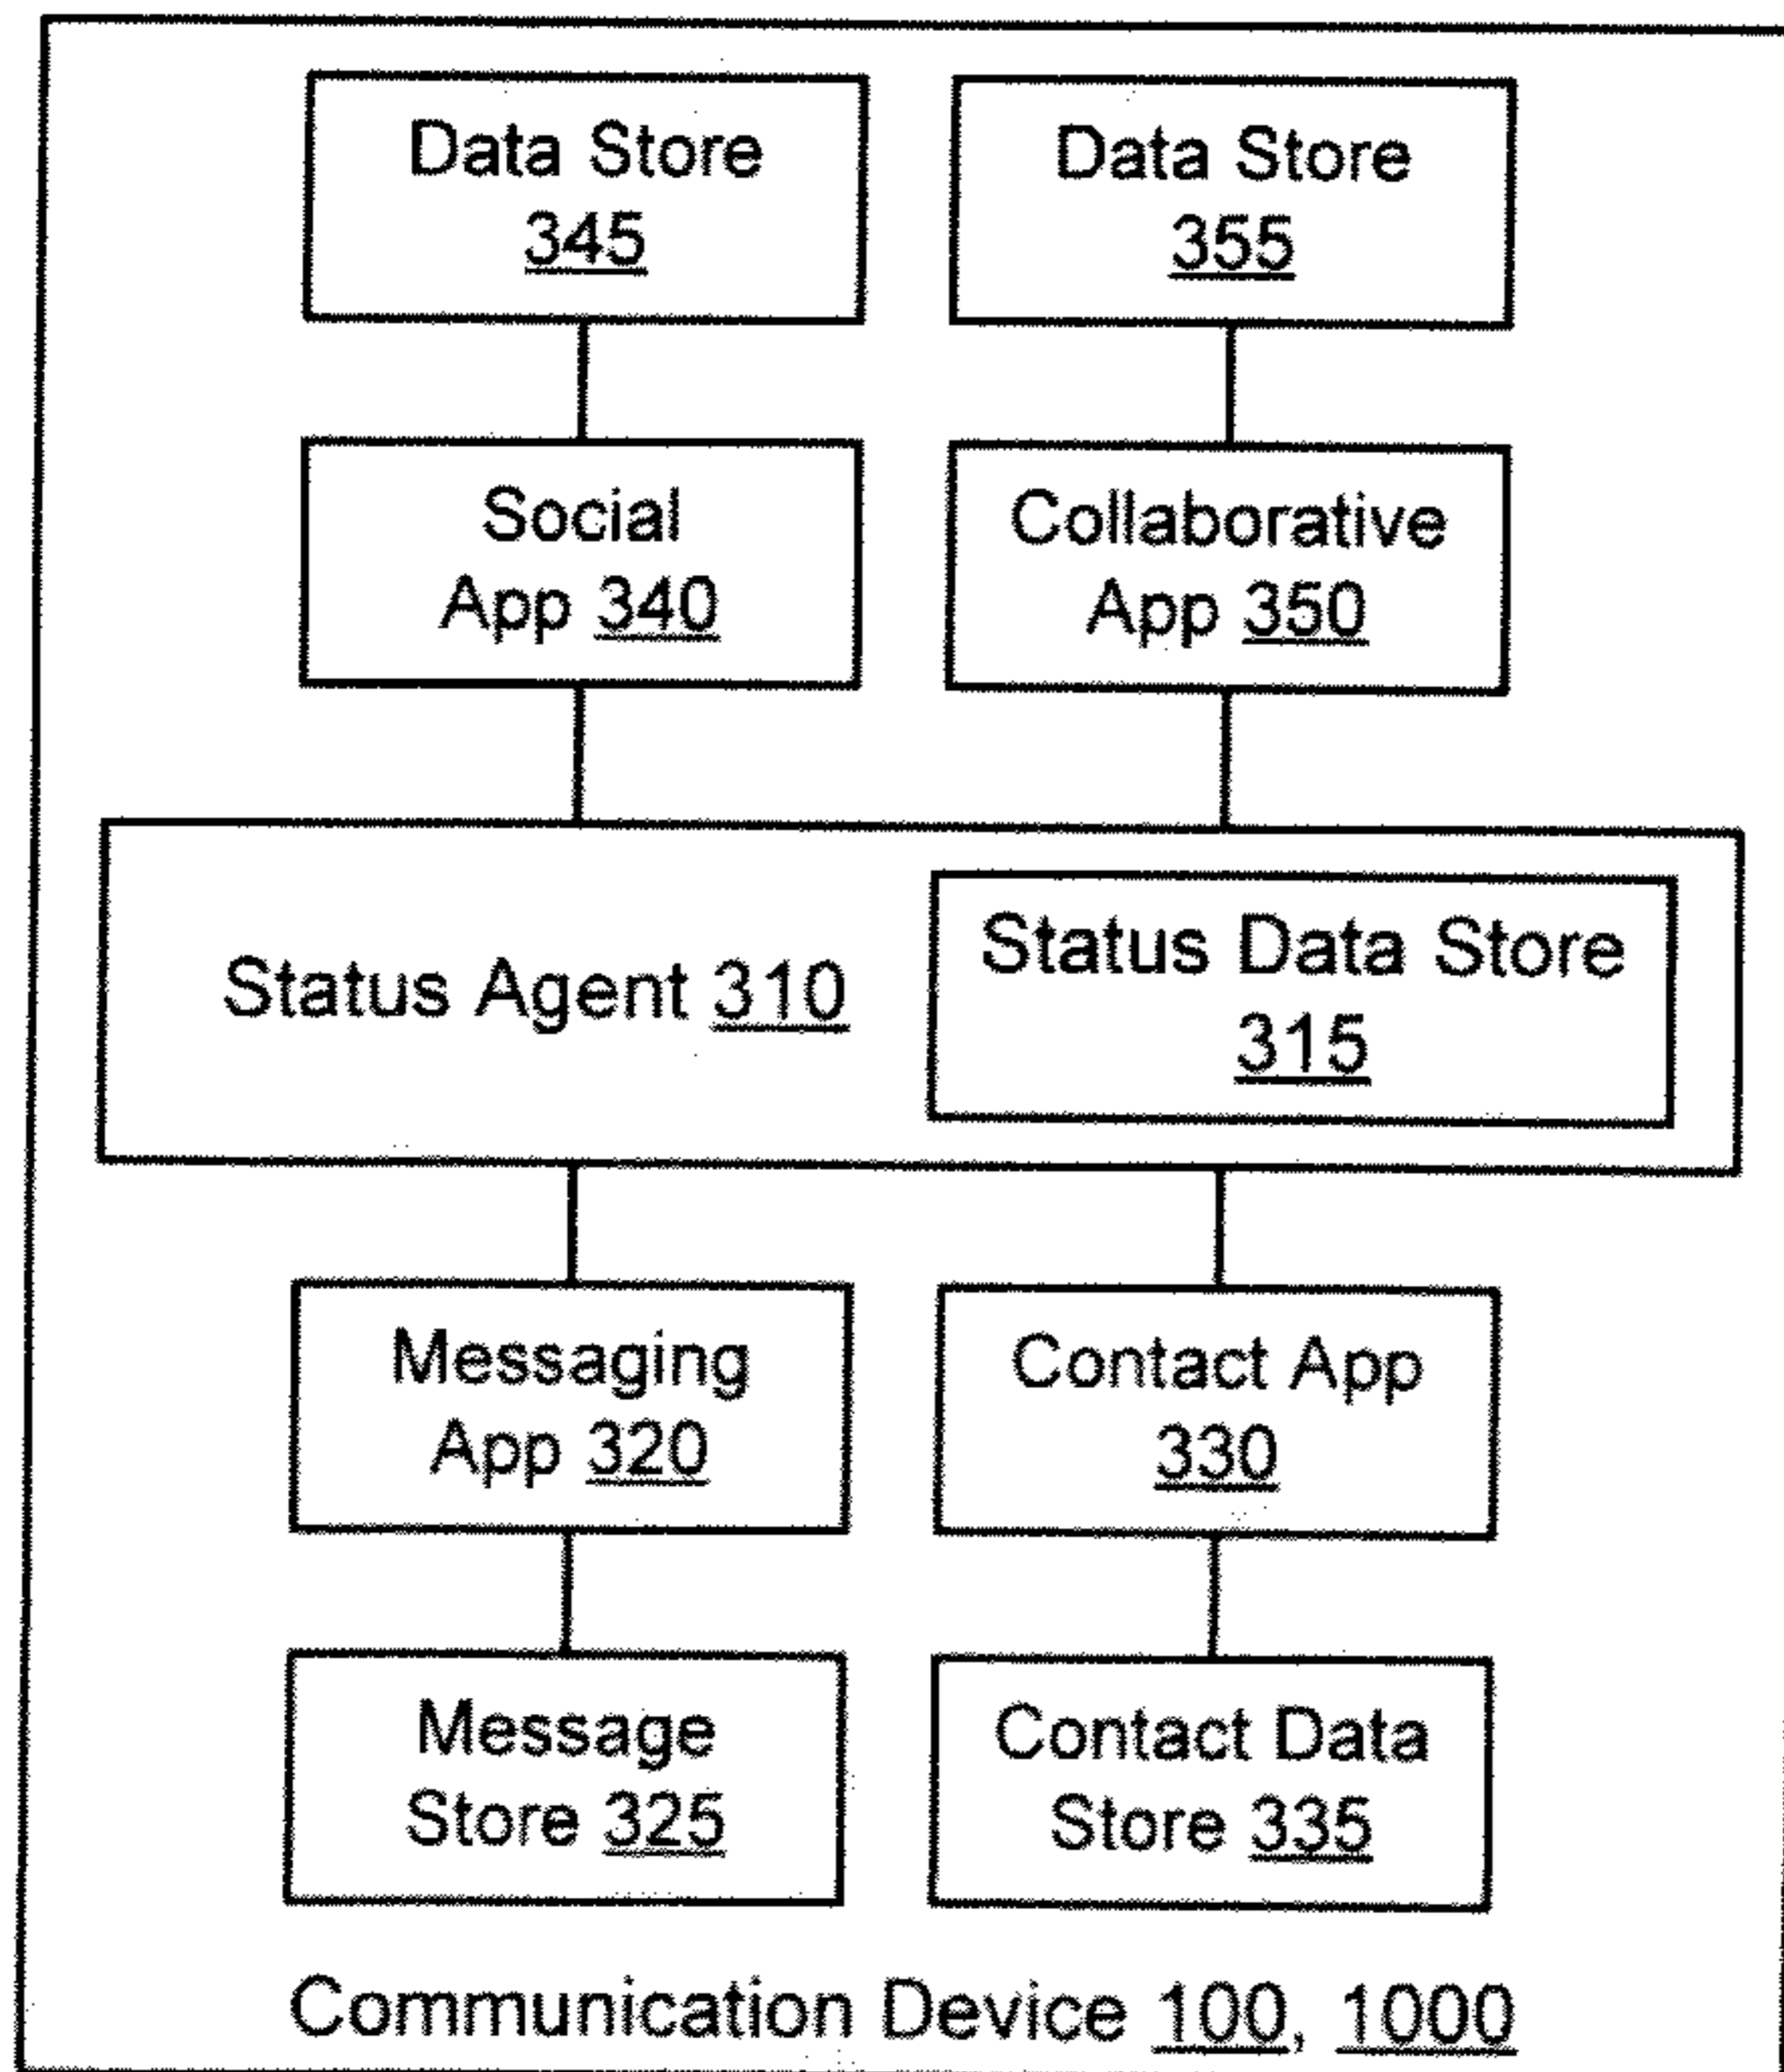 Data Store
345
Data Store
355
Social
App 340
Collaborative
App 350
Status Agent 310
Status Data Store
315
Messaging
App 320
Contact App
330
Message
Store 325
Contact Data
Store 335
Communication Device 100, 1000